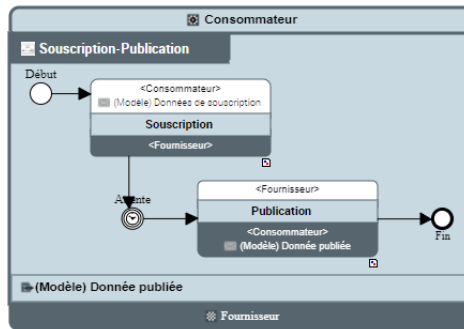 Consommateur
Souscription-Publication
Début
<Consommateur>
(Modèle) Données de souscription
Souscription
<Fournisseur>
Attente
<Fournisseur>
Publication
<Consommateur>
(Modèle) Donnée publiée
Fin
(Modèle) Donnée publiée
Fournisseur